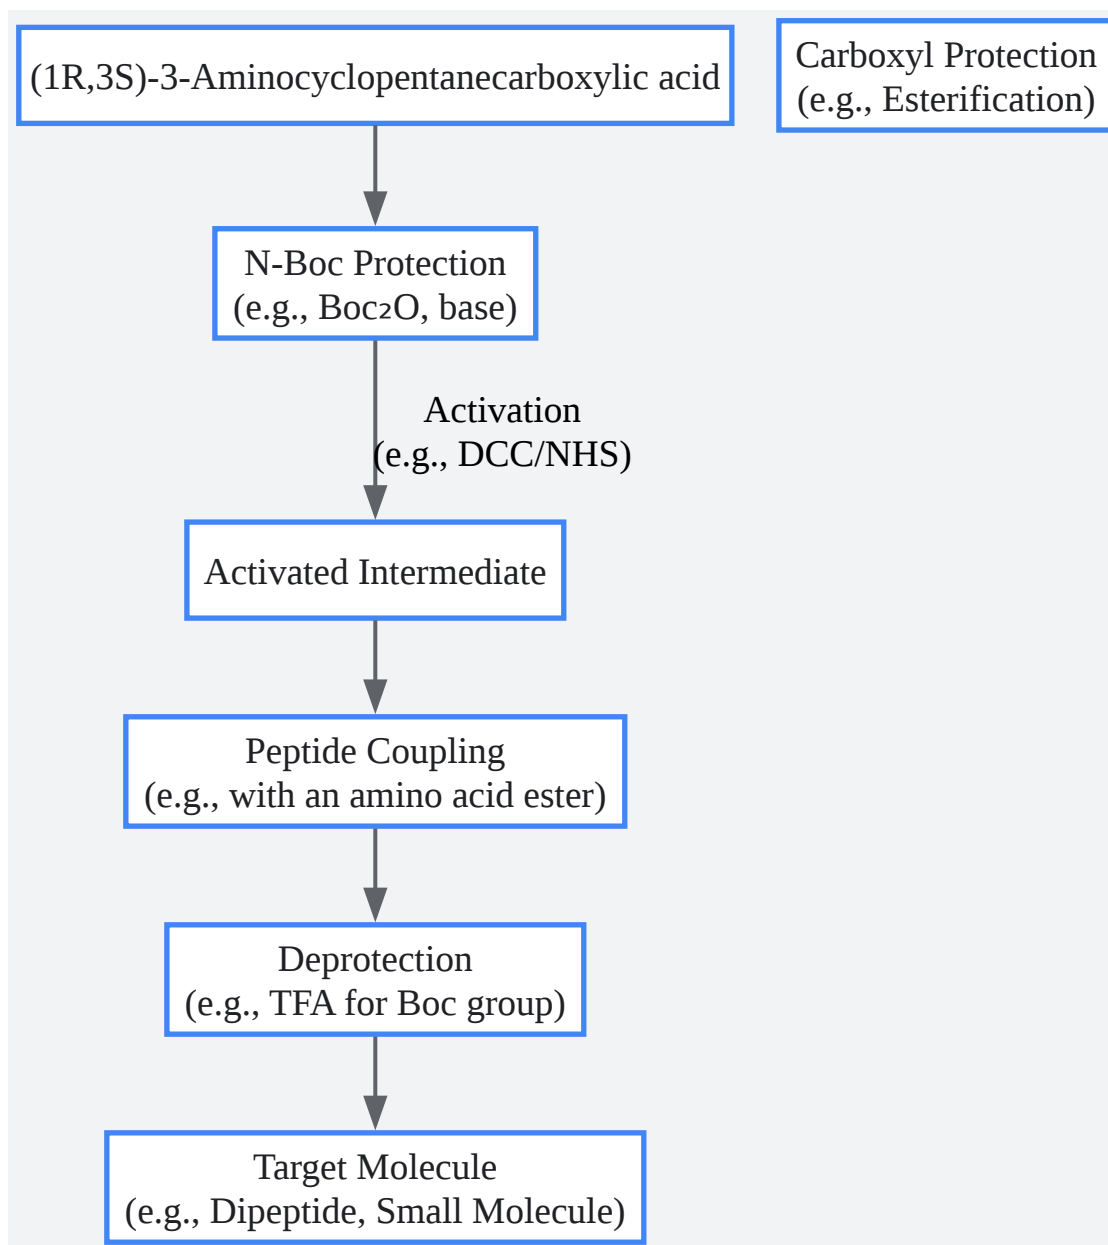 (1R,3S)-3-Aminocyclopentanecarboxylic acid
Carboxyl Protection
(e.g., Esterification)
N-Boc Protection
(e.g., Boc₂O, base)
Activation
(e.g., DCC/NHS)
Activated Intermediate
Peptide Coupling
(e.g., with an amino acid ester)
Deprotection
(e.g., TFA for Boc group)
Target Molecule
(e.g., Dipeptide, Small Molecule)